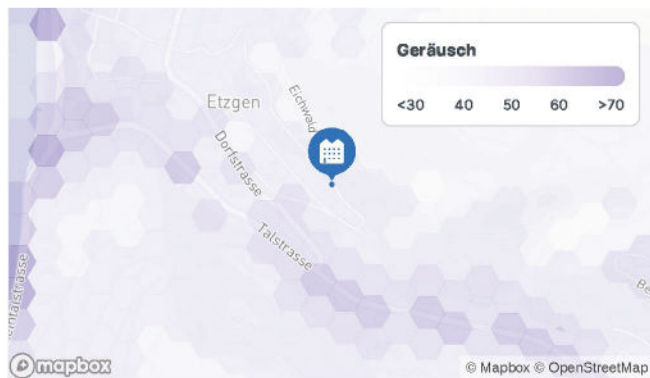 Geräusch
<30 40 50 60 >70
Etzgen
Eichwald
Dorfstrasse
Talstrasse
mapbox
© Mapbox © OpenStreetMap